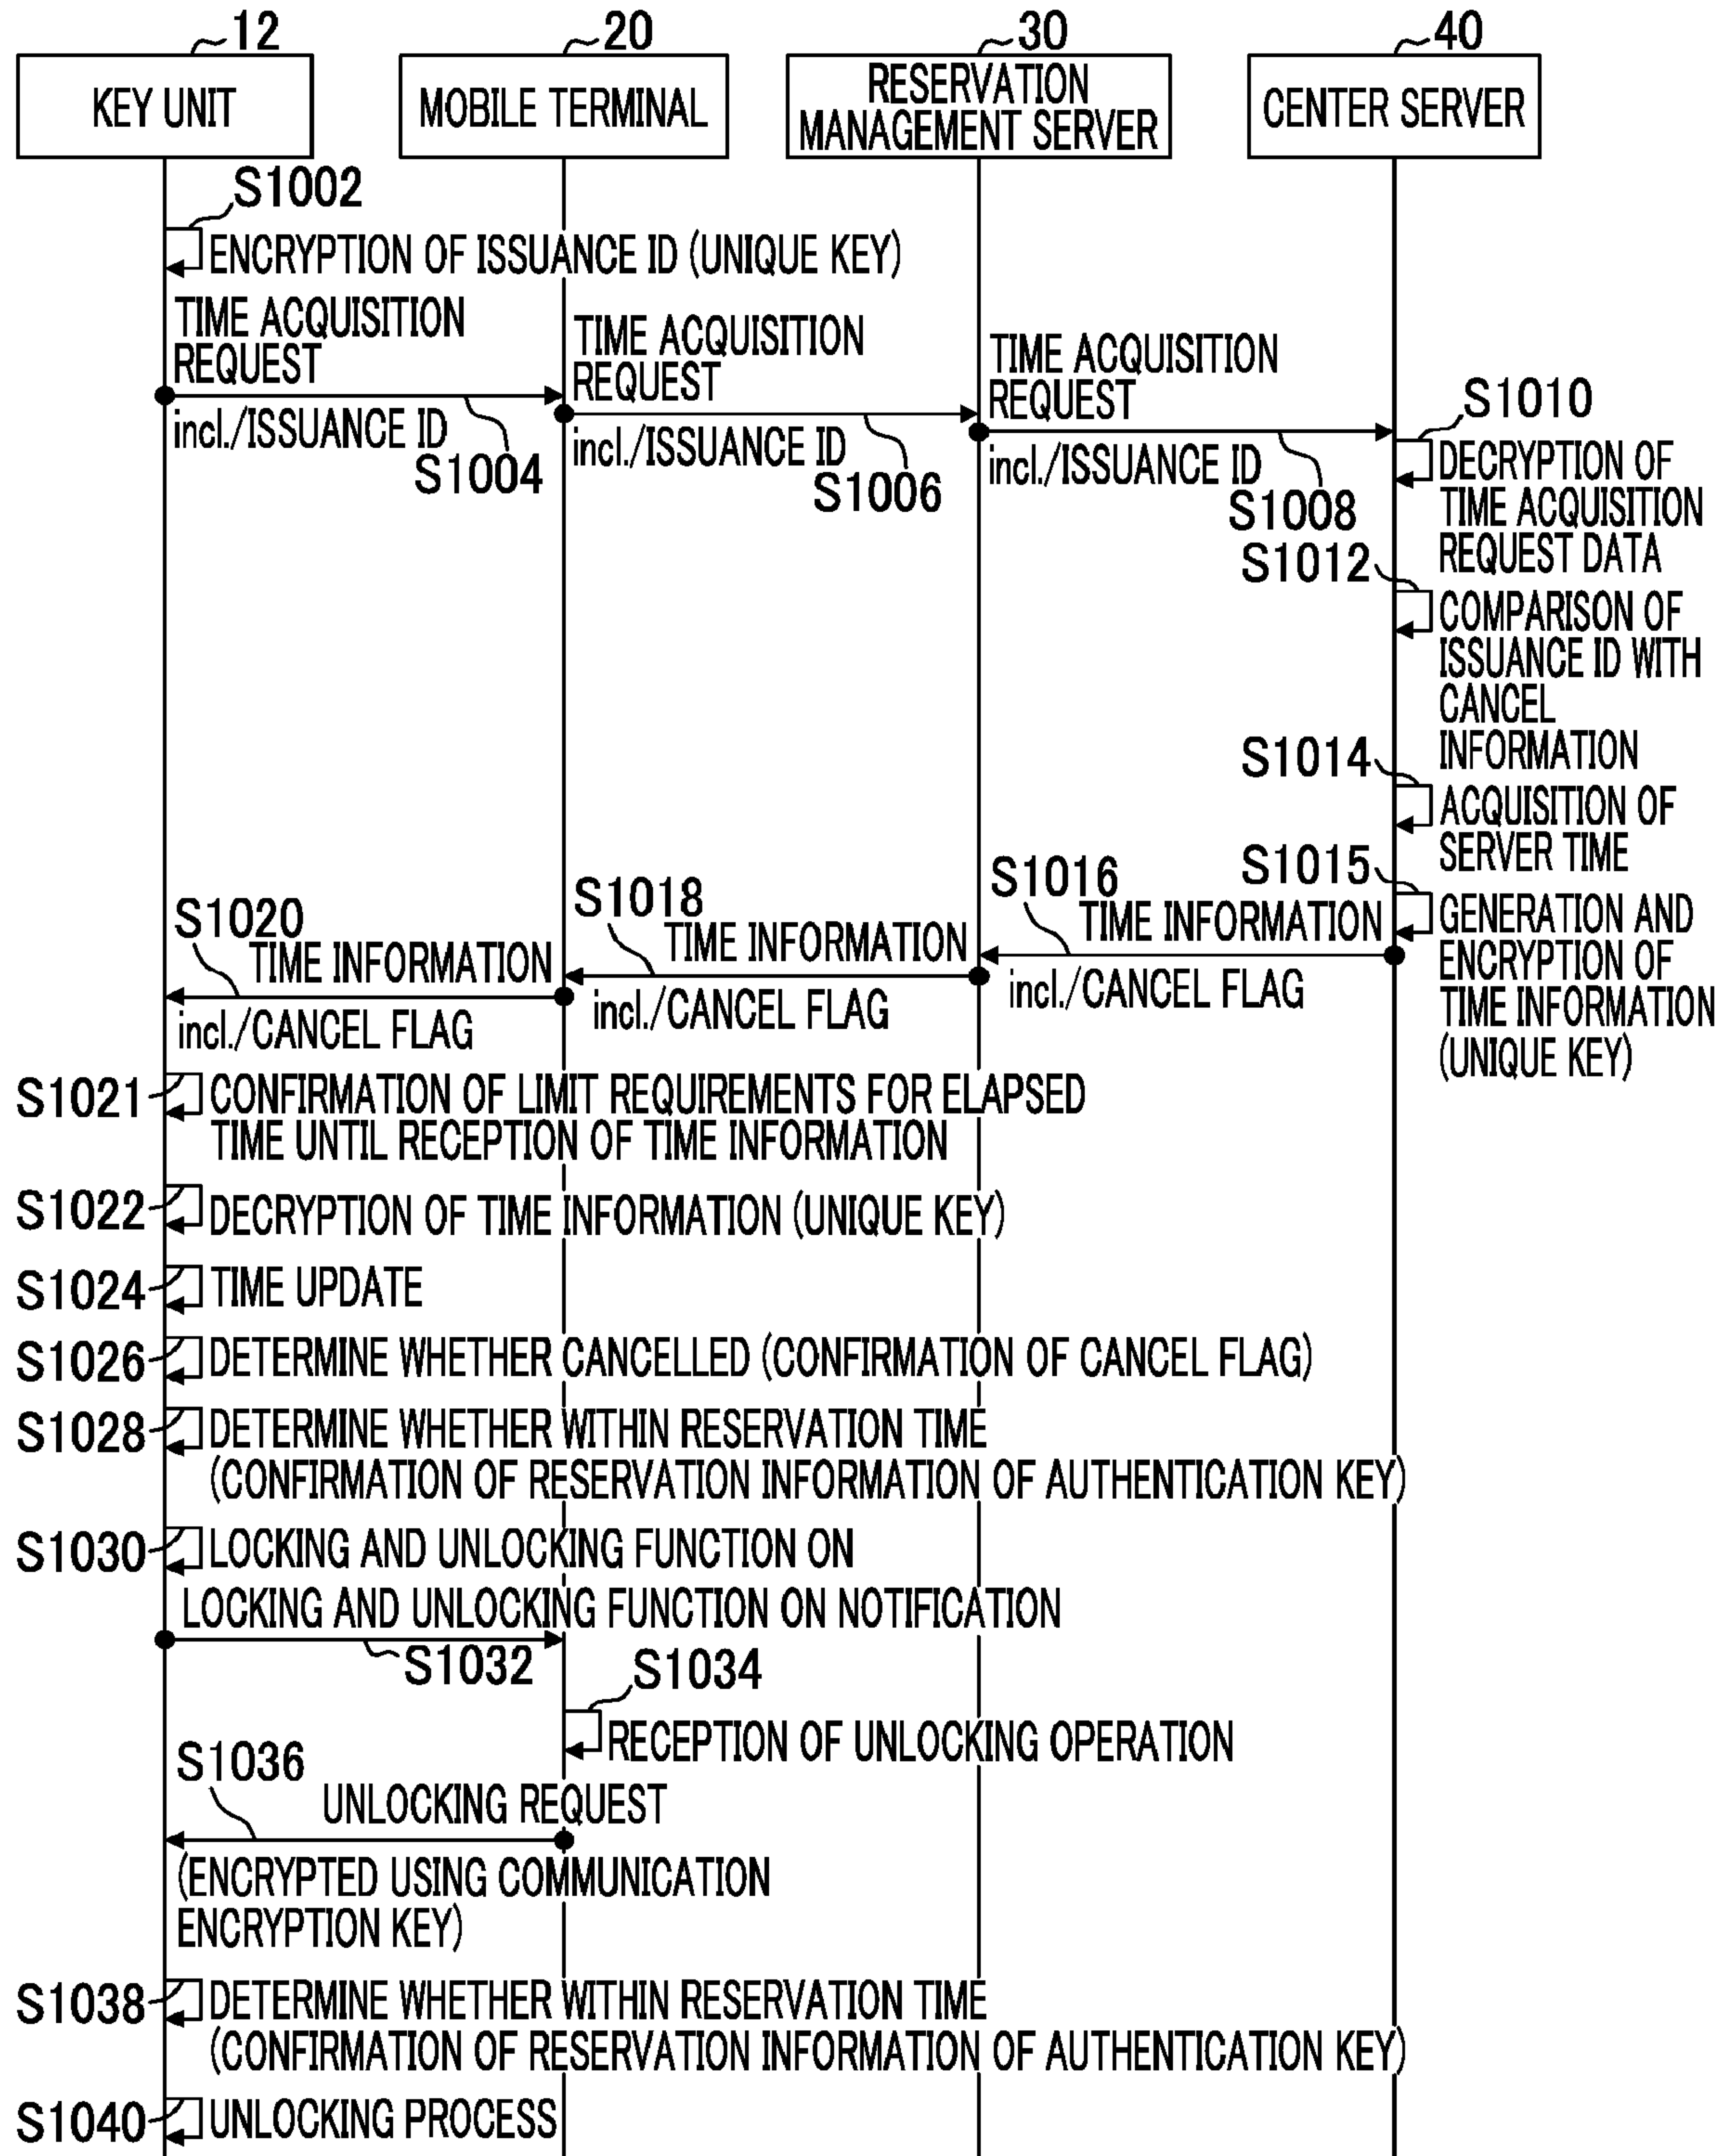 12
20
30
40
KEY UNIT
MOBILE TERMINAL
RESERVATION
MANAGEMENT SERVER
CENTER SERVER
S1002
ENCRYPTION OF ISSUANCE ID (UNIQUE KEY)
TIME ACQUISITION
REQUEST
incl./ISSUANCE ID
S1004
TIME ACQUISITION
REQUEST
incl./ISSUANCE ID
S1006
TIME ACQUISITION
REQUEST
incl./ISSUANCE ID
S1008
S1010
DECRYPTION OF
TIME ACQUISITION
REQUEST DATA
S1012
COMPARISON OF
ISSUANCE ID WITH
CANCEL
INFORMATION
S1014
ACQUISITION OF
SERVER TIME
S1015
GENERATION AND
ENCRYPTION OF
TIME INFORMATION
(UNIQUE KEY)
S1016
TIME INFORMATION
incl./CANCEL FLAG
S1018
TIME INFORMATION
incl./CANCEL FLAG
S1020
TIME INFORMATION
incl./CANCEL FLAG
S1021
CONFIRMATION OF LIMIT REQUIREMENTS FOR ELAPSED
TIME UNTIL RECEPTION OF TIME INFORMATION
S1022
DECRYPTION OF TIME INFORMATION (UNIQUE KEY)
S1024
TIME UPDATE
S1026
DETERMINE WHETHER CANCELLED (CONFIRMATION OF CANCEL FLAG)
S1028
DETERMINE WHETHER WITHIN RESERVATION TIME
(CONFIRMATION OF RESERVATION INFORMATION OF AUTHENTICATION KEY)
S1030
LOCKING AND UNLOCKING FUNCTION ON
LOCKING AND UNLOCKING FUNCTION ON NOTIFICATION
S1032
S1034
RECEPTION OF UNLOCKING OPERATION
S1036
UNLOCKING REQUEST
(ENCRYPTED USING COMMUNICATION
ENCRYPTION KEY)
S1038
DETERMINE WHETHER WITHIN RESERVATION TIME
(CONFIRMATION OF RESERVATION INFORMATION OF AUTHENTICATION KEY)
S1040
UNLOCKING PROCESS